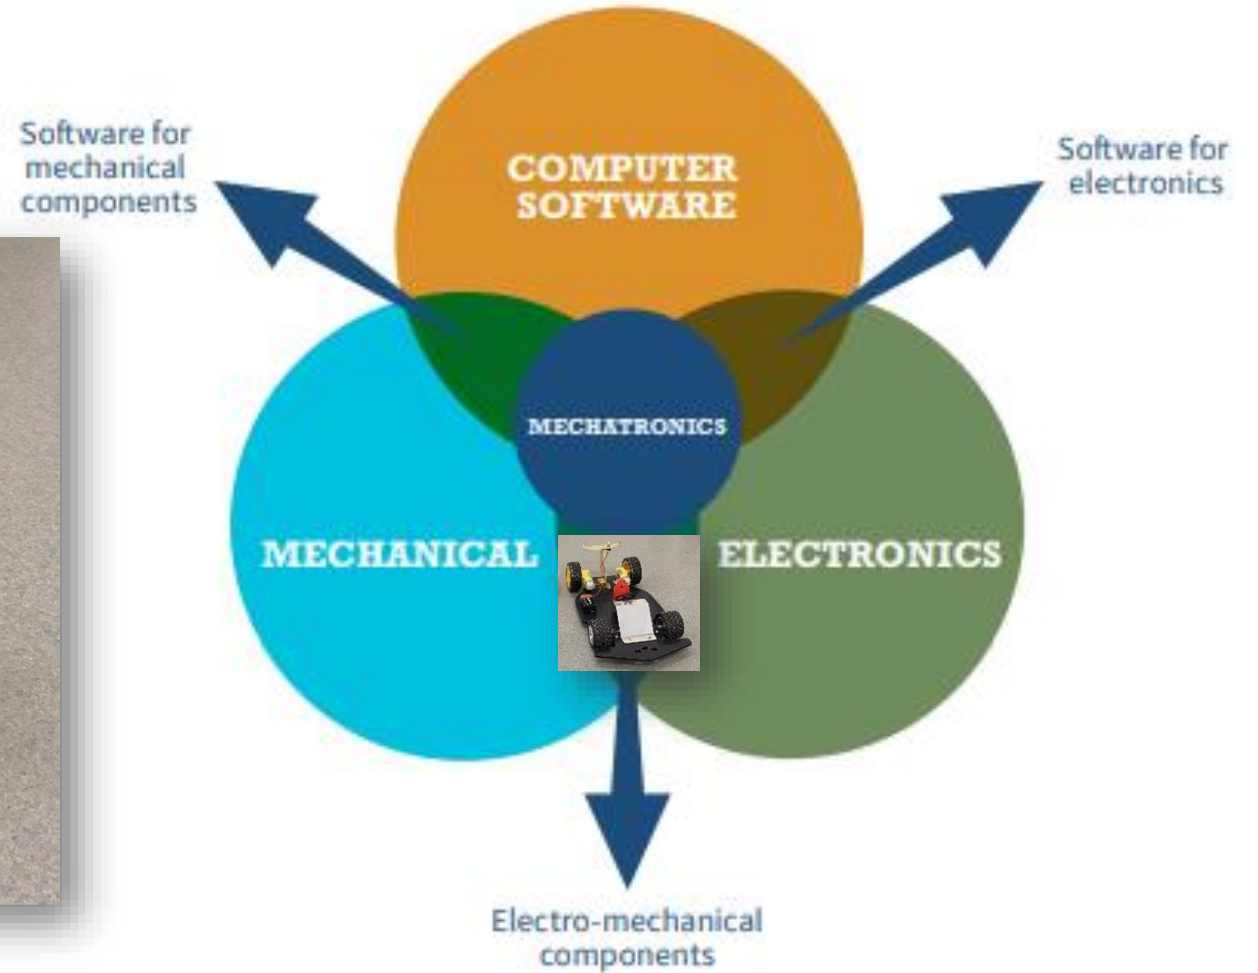 COMPUTER
SOFTWARE
Software for
mechanical
components
Software for
electronics
MECHATRONICS
MECHANICAL
ELECTRONICS
Electro-mechanical
components